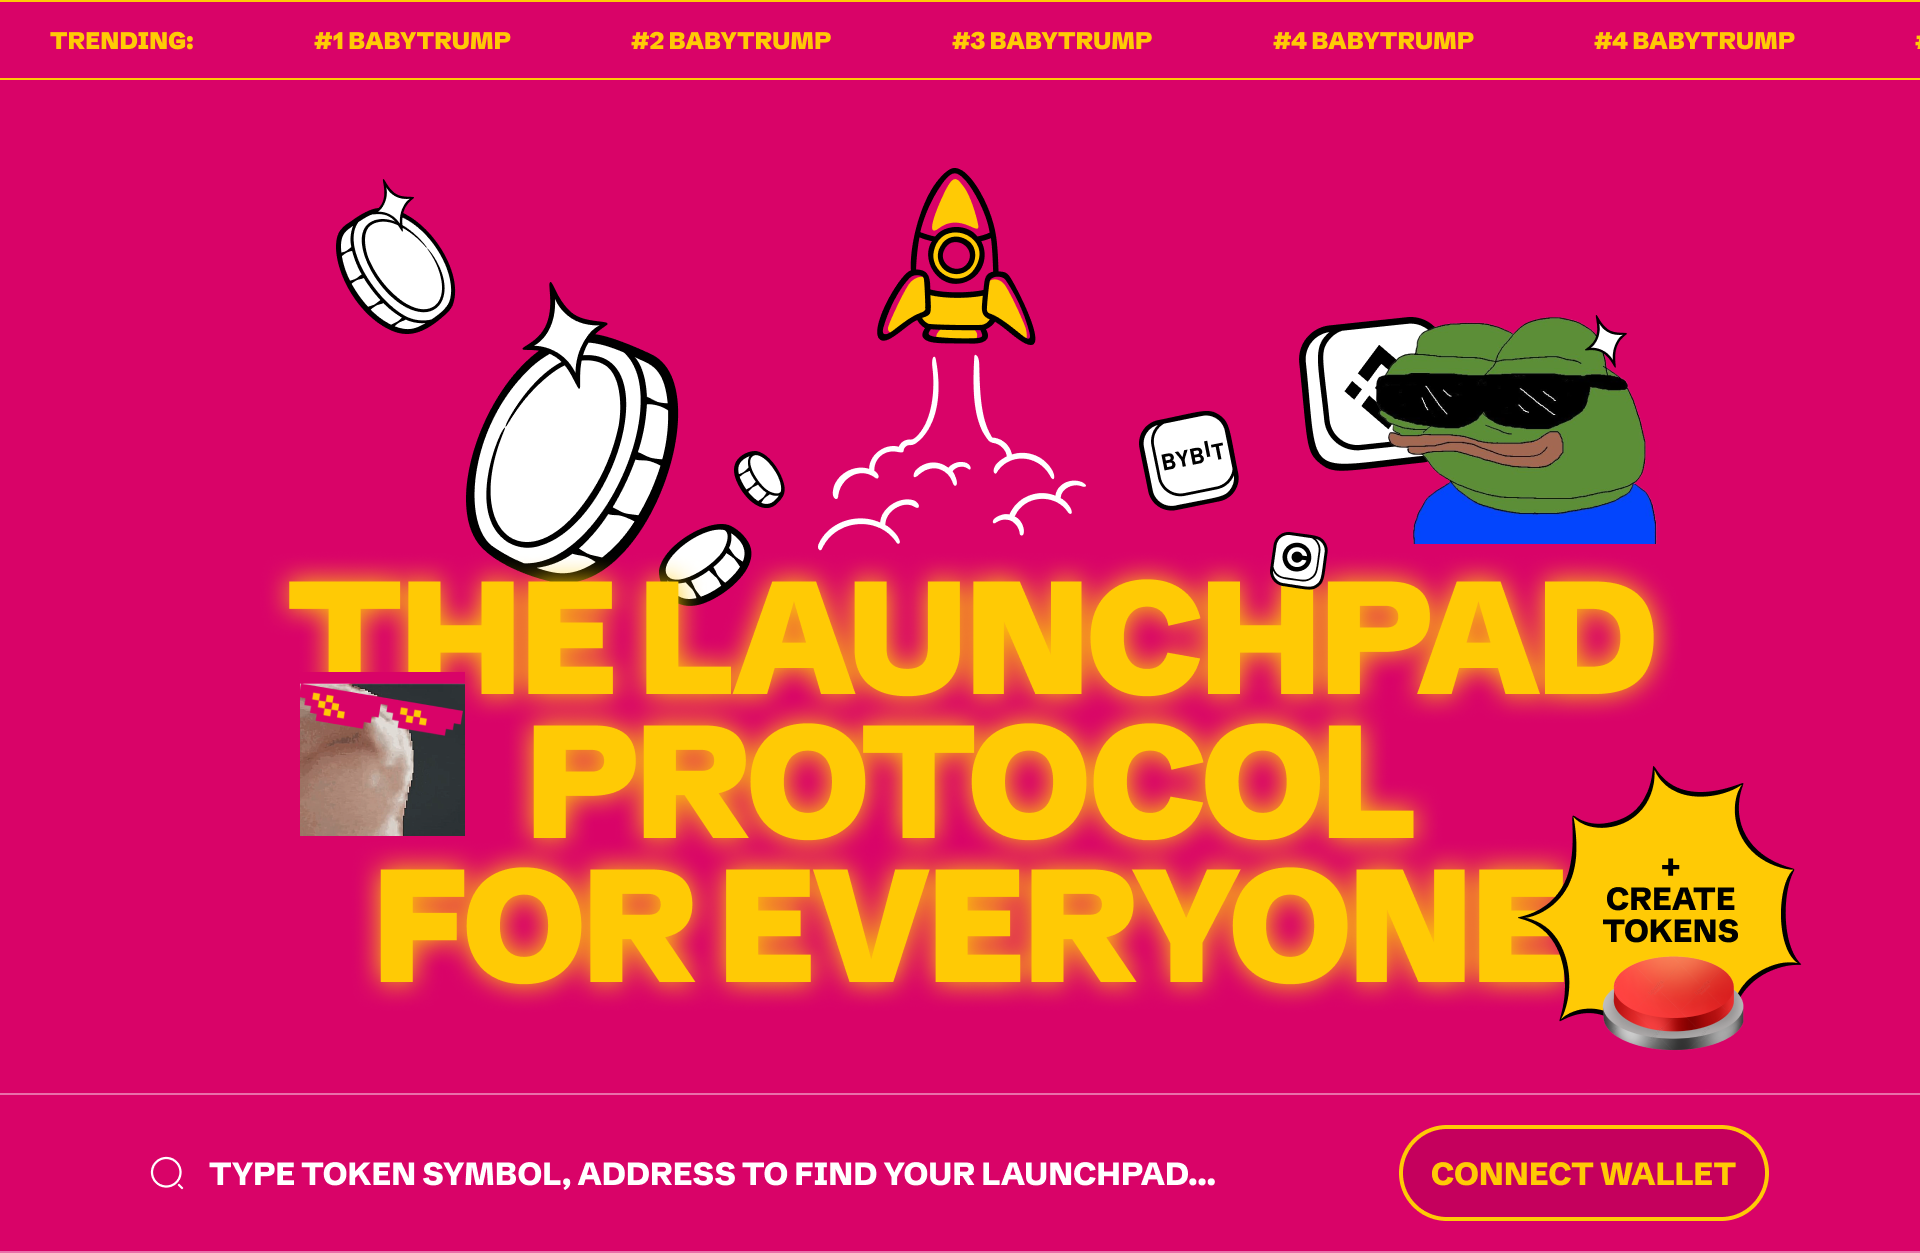 TRENDING: #1 BABYTRUMP #2 BABYTRUMP #3 BABYTRUMP #4 BABYTRUMP #4 BABYTRUMP
BYBIT
THE LAUNCHPAD
PROTOCOL
FOR EVERYONE
+
CREATE
TOKENS
TYPE TOKEN SYMBOL, ADDRESS TO FIND YOUR LAUNCHPAD...
CONNECT WALLET